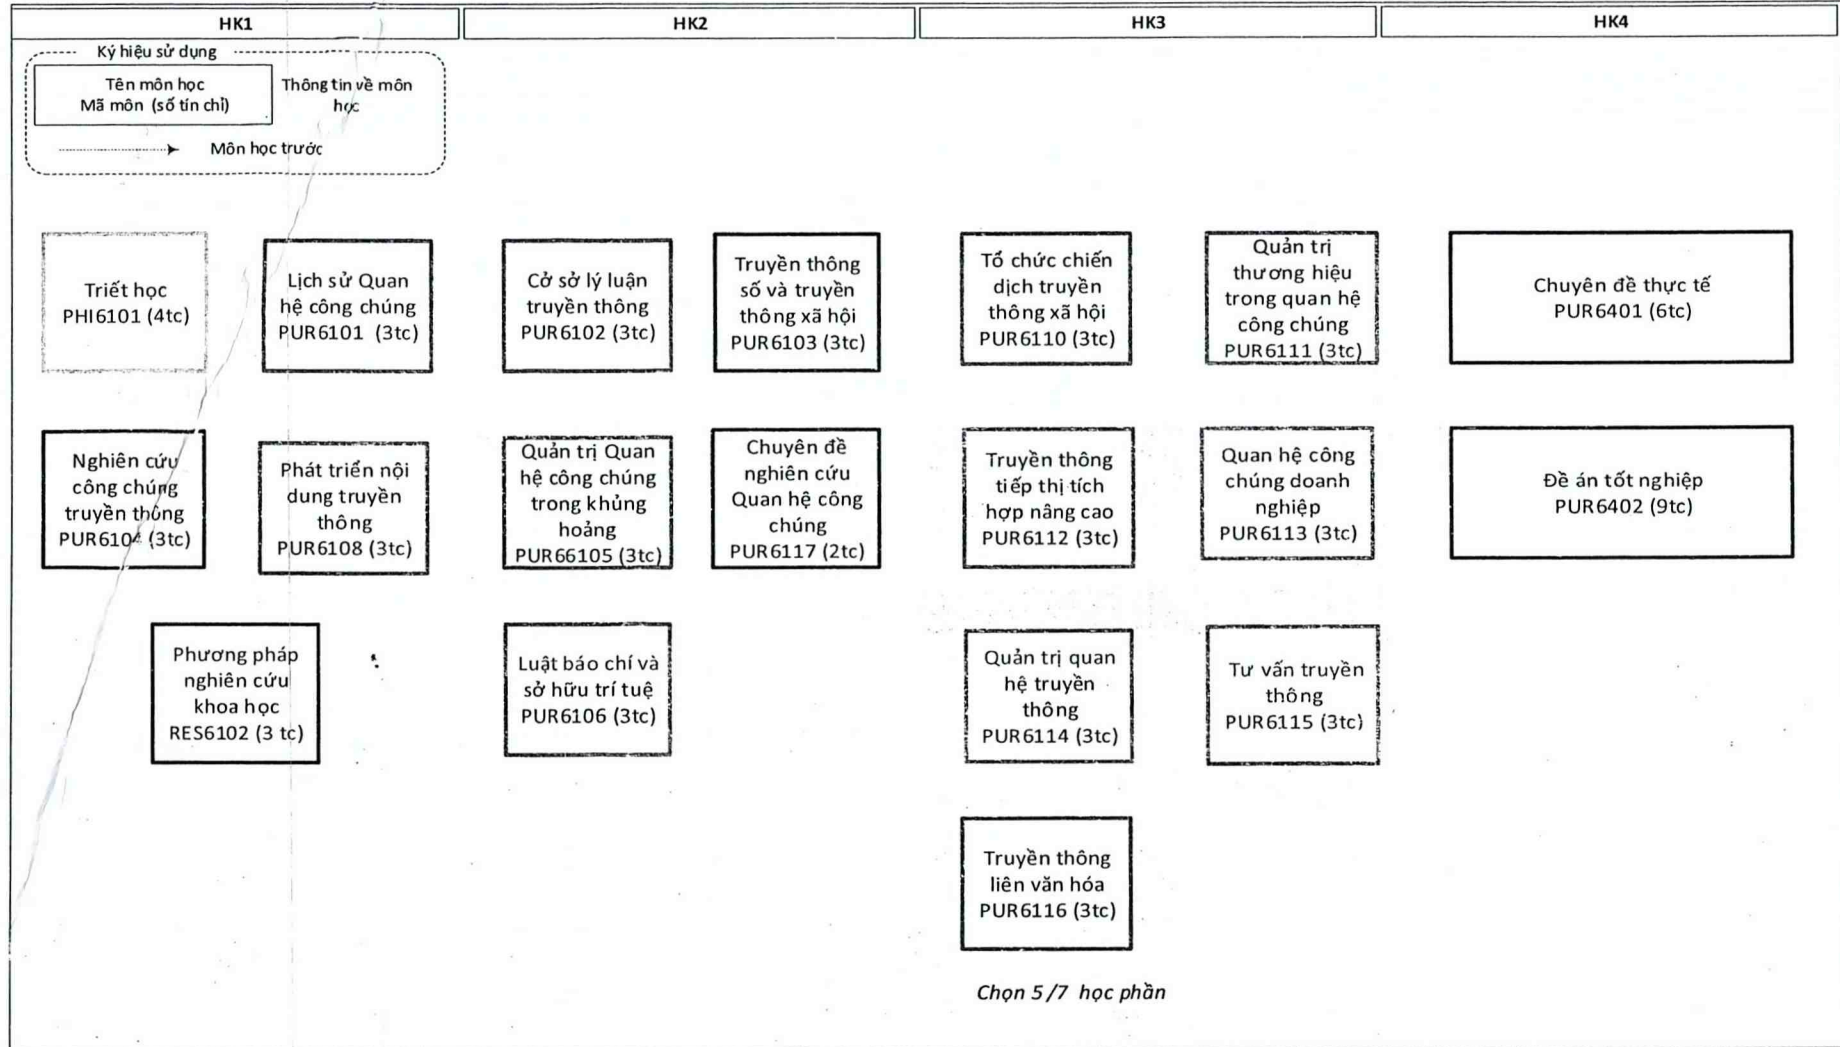 HK1
HK2
HK3
HK4
Ký hiệu sử dụng
Tên môn học
Mã môn (số tín chỉ)
Thông tin về môn
học
Môn học trước
Triết học
PHI6101 (4tc)
Lịch sử Quan
hệ công chúng
PUR6101 (3tc)
Cở sở lý luận
truyền thông
PUR6102 (3tc)
Truyền thông
số và truyền
thông xã hội
PUR6103 (3tc)
Tổ chức chiến
dịch truyền
thông xã hội
PUR6110 (3tc)
Quản trị
thương hiệu
trong quan hệ
công chúng
PUR6111 (3tc)
Chuyên đề thực tế
PUR6401 (6tc)
Nghiên cứu
công chúng
truyền thông
PUR6104 (3tc)
Phát triển nội
dung truyền
thông
PUR6108 (3tc)
Quản trị Quan
hệ công chúng
trong khủng
hoảng
PUR66105 (3tc)
Chuyên đề
nghiên cứu
Quan hệ công
chúng
PUR6117 (2tc)
Truyền thông
tiếp thị tích
hợp nâng cao
PUR6112 (3tc)
Quan hệ công
chúng doanh
nghiệp
PUR6113 (3tc)
Đề án tốt nghiệp
PUR6402 (9tc)
Phương pháp
nghiên cứu
khoa học
RES6102 (3 tc)
Luật báo chí và
sở hữu trí tuệ
PUR6106 (3tc)
Quản trị quan
hệ truyền
thông
PUR6114 (3tc)
Tư vấn truyền
thông
PUR6115 (3tc)
Truyền thông
liên văn hóa
PUR6116 (3tc)
Chọn 5/7 học phần